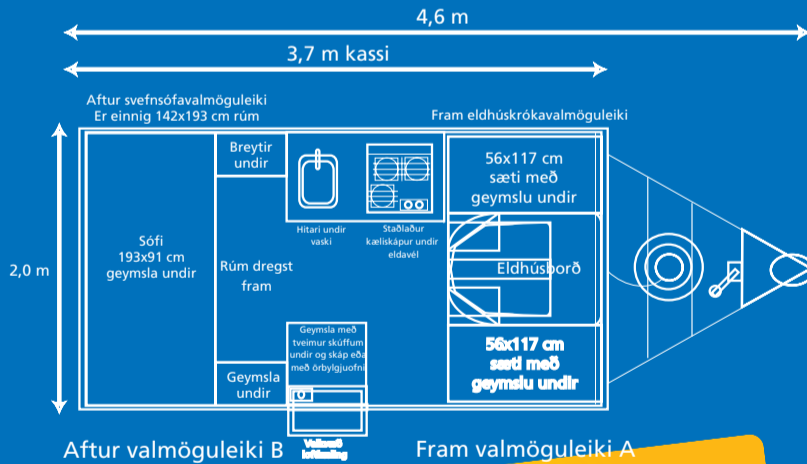 4,6 m
3,7 m kassi
Aftur svefnsófavalmöguleiki
Er einnig 142x193 cm rúm
Fram eldhúskrókavalmöguleiki
Breytir
undir
56x117 cm
sæti með
geymslu undir
Hitari undir
vaski
Staðlaður
kæliskápur undir
eldavél
2,0 m
Sófi
193x91 cm
geymsla undir
Rúm dregst
fram
Eldhúsborð
Geymsla með
tveimur skúffum
undir og skáp eða
með örbylgjuofni
56x117 cm
sæti með
geymslu undir
Geymsla
undir
Aftur valmöguleiki B
Fram valmöguleiki A